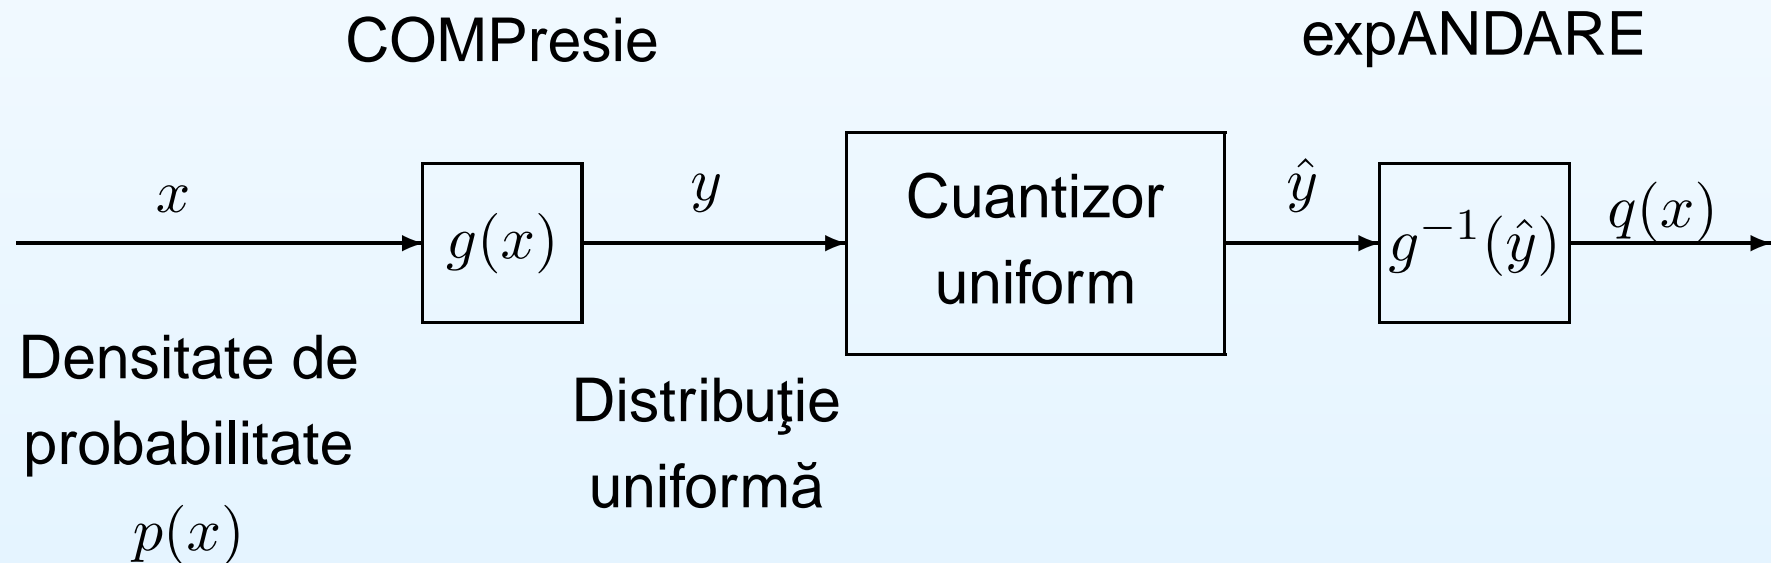 COMPresie
expANDARE
x
g(x)
y
Cuantizor
uniform
ŷ
g⁻¹(ŷ)
q(x)
Densitate de
probabilitate
p(x)
Distribuţie
uniformă